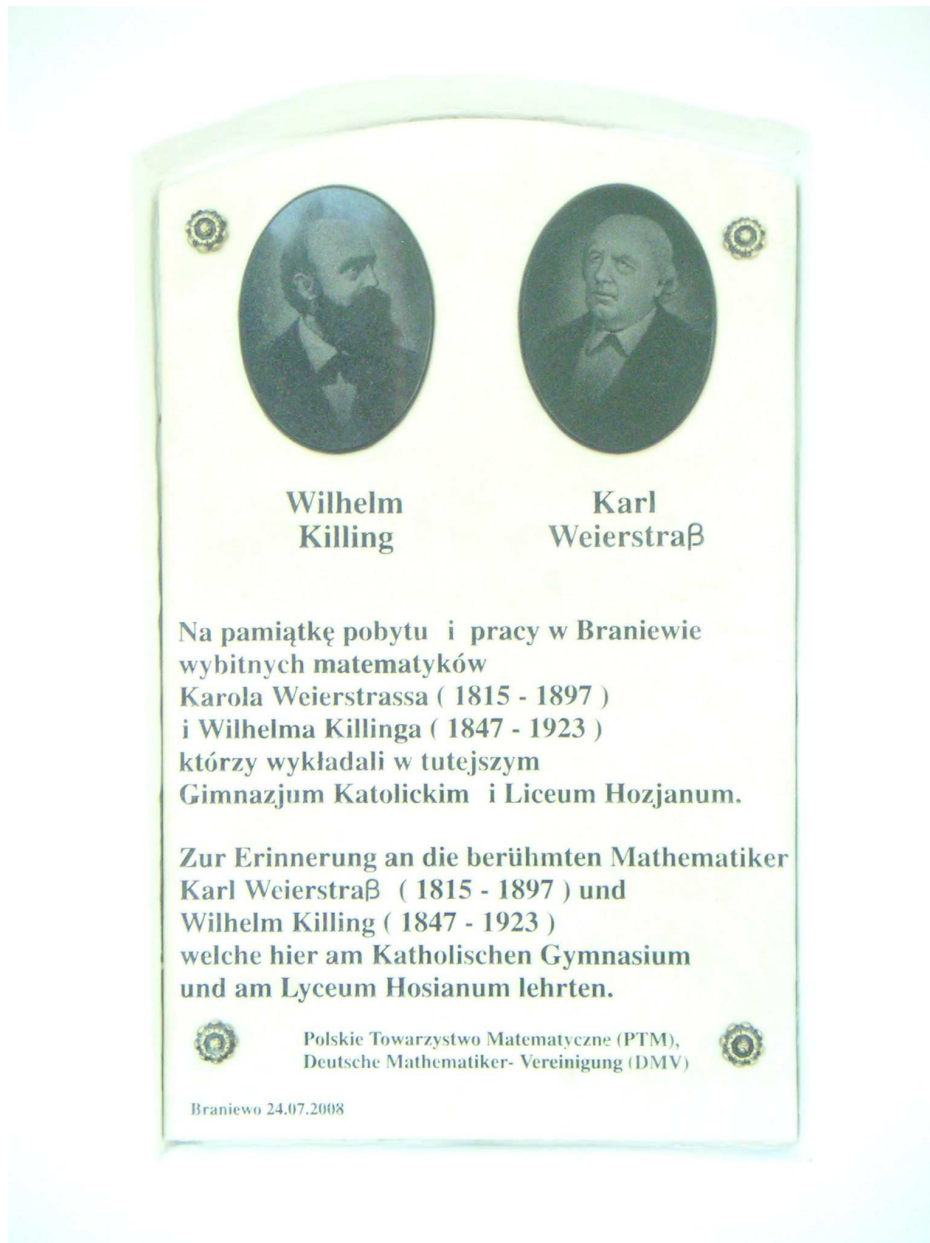 Wilhelm
Killing
Karl
Weierstraß
Na pamiątkę pobytu i pracy w Braniewie
wybitnych matematyków
Karola Weierstrassa ( 1815 - 1897 )
i Wilhelma Killinga ( 1847 - 1923 )
którzy wykładali w tutejszym
Gimnazjum Katolickim i Liceum Hozjanum.
Zur Erinnerung an die berühmten Mathematiker
Karl Weierstraß ( 1815 - 1897 ) und
Wilhelm Killing ( 1847 - 1923 )
welche hier am Katholischen Gymnasium
und am Lyceum Hosianum lehrten.
Polskie Towarzystwo Matematyczne (PTM),
Deutsche Mathematiker- Vereinigung (DMV)
Braniewo 24.07.2008